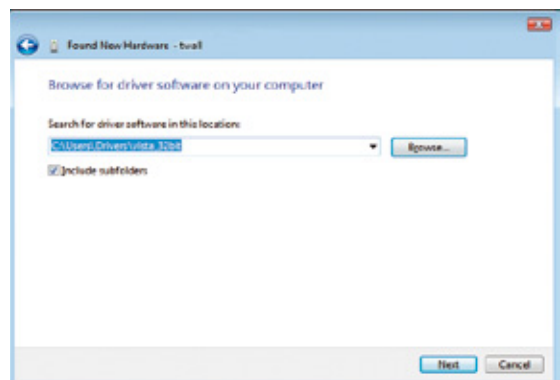 Found New Hardware - tvall
Browse for driver software on your computer
Search for driver software in this location:
C:\Users\Drivers\vista_32bit
Browse...
Include subfolders
Next
Cancel